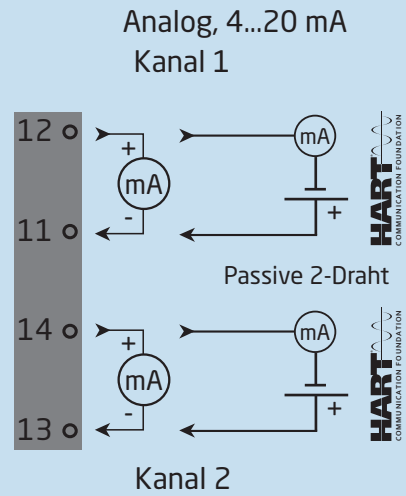 Analog, 4...20 mA
Kanal 1
12
+
mA
-
11
mA
+
HART
COMMUNICATION FOUNDATION
Passive 2-Draht
14
+
mA
-
13
mA
+
HART
COMMUNICATION FOUNDATION
Kanal 2